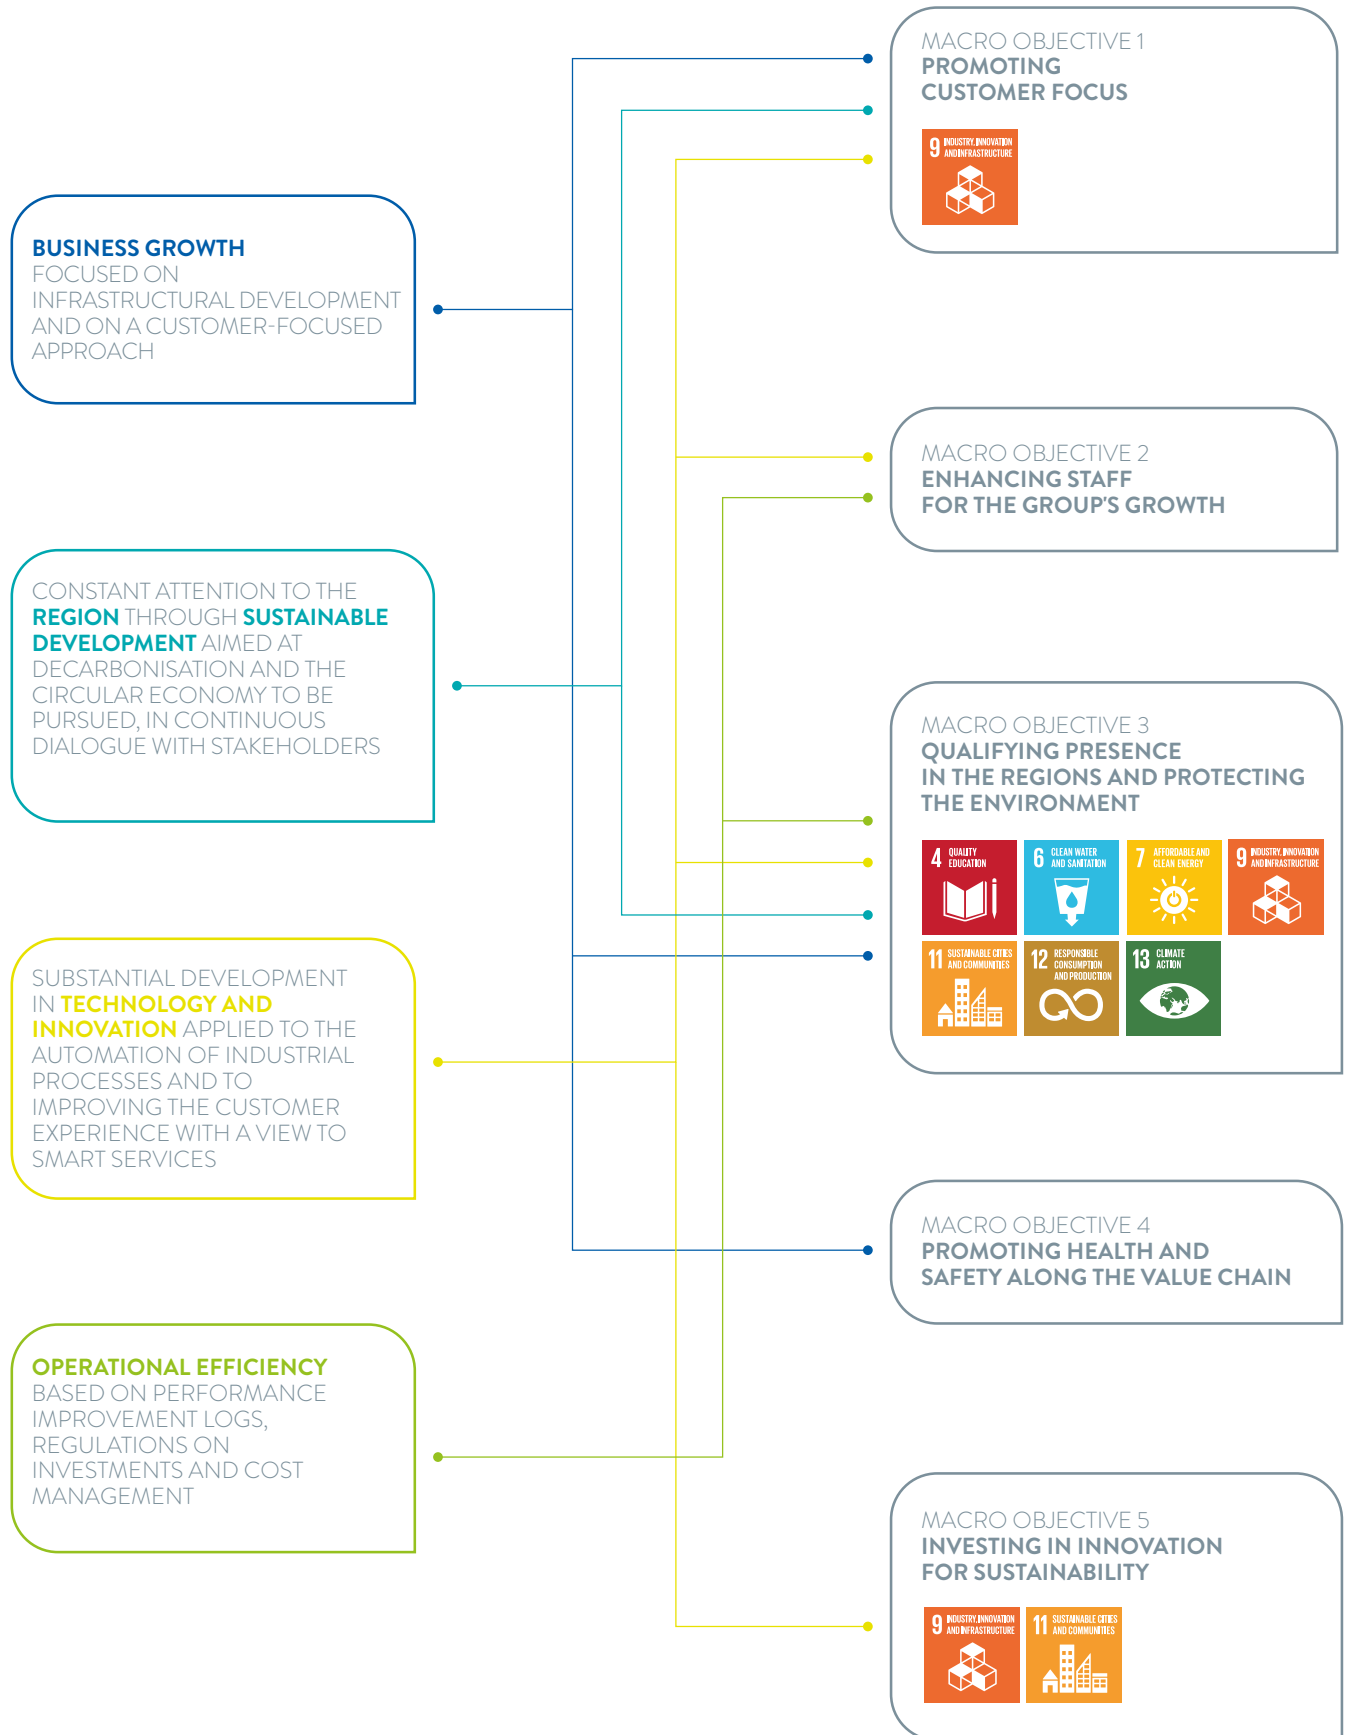 MACRO OBJECTIVE 1
PROMOTING
CUSTOMER FOCUS
9 INDUSTRY, INNOVATION
AND INFRASTRUCTURE
BUSINESS GROWTH
FOCUSED ON
INFRASTRUCTURAL DEVELOPMENT
AND ON A CUSTOMER-FOCUSED
APPROACH
MACRO OBJECTIVE 2
ENHANCING STAFF
FOR THE GROUP'S GROWTH
CONSTANT ATTENTION TO THE
REGION THROUGH SUSTAINABLE
DEVELOPMENT AIMED AT
DECARBONISATION AND THE
CIRCULAR ECONOMY TO BE
PURSUED, IN CONTINUOUS
DIALOGUE WITH STAKEHOLDERS
MACRO OBJECTIVE 3
QUALIFYING PRESENCE
IN THE REGIONS AND PROTECTING
THE ENVIRONMENT
4 QUALITY
EDUCATION
6 CLEAN WATER
AND SANITATION
7 AFFORDABLE AND
CLEAN ENERGY
9 INDUSTRY, INNOVATION
AND INFRASTRUCTURE
11 SUSTAINABLE CITIES
AND COMMUNITIES
12 RESPONSIBLE
CONSUMPTION
AND PRODUCTION
13 CLIMATE
ACTION
SUBSTANTIAL DEVELOPMENT
IN TECHNOLOGY AND
INNOVATION APPLIED TO THE
AUTOMATION OF INDUSTRIAL
PROCESSES AND TO
IMPROVING THE CUSTOMER
EXPERIENCE WITH A VIEW TO
SMART SERVICES
MACRO OBJECTIVE 4
PROMOTING HEALTH AND
SAFETY ALONG THE VALUE CHAIN
OPERATIONAL EFFICIENCY
BASED ON PERFORMANCE
IMPROVEMENT LOGS,
REGULATIONS ON
INVESTMENTS AND COST
MANAGEMENT
MACRO OBJECTIVE 5
INVESTING IN INNOVATION
FOR SUSTAINABILITY
9 INDUSTRY, INNOVATION
AND INFRASTRUCTURE
11 SUSTAINABLE CITIES
AND COMMUNITIES